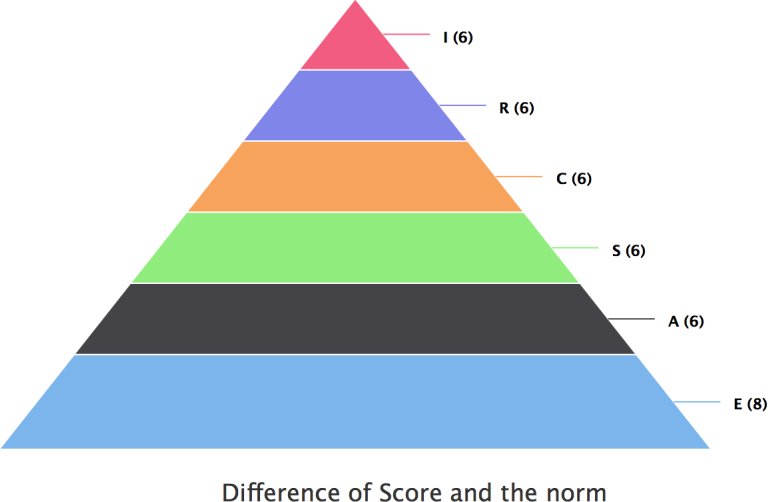 I (6)
R (6)
C (6)
S (6)
A (6)
E (8)
Difference of Score and the norm